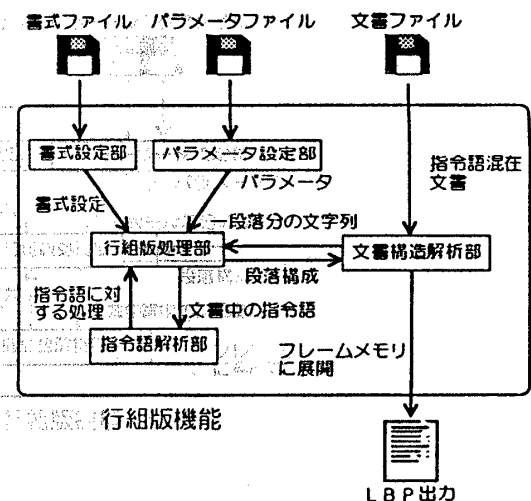 書式ファイル パラメータファイル 文書ファイル
書式設定部
パラメータ設定部
指令語混在
文書
書式設定
パラメータ
一段落分の文字列
行組版処理部
文書構造解析部
段落構成
指令語に対
する処理
文書中の指令語
指令語解析部
フレームメモリ
に展開
行組版機能
LBP出力